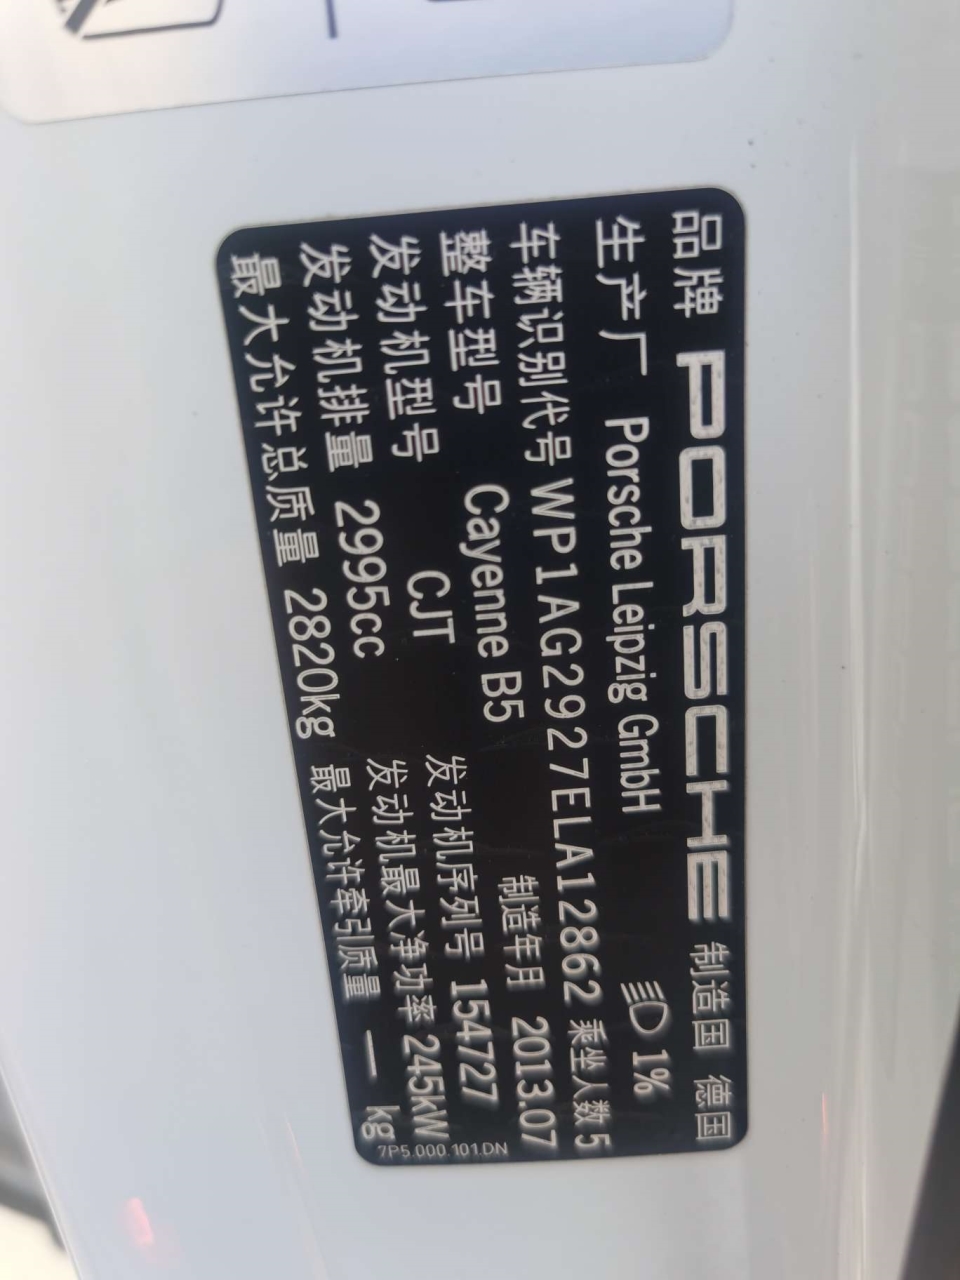 品牌 PORSCHE 制造国 德国
生产厂 Porsche Leipzig GmbH 1%
车辆识别代号 WP1AG2927ELA12862 乘坐人数 5
整车型号 Cayenne B5 制造年月 2013.07
发动机型号 CJT 发动机序列号 154727
发动机排量 2995cc 发动机最大净功率 245kW
最大允许总质量 2820kg 最大允许牵引质量 — kg
7P5.000.101.DN